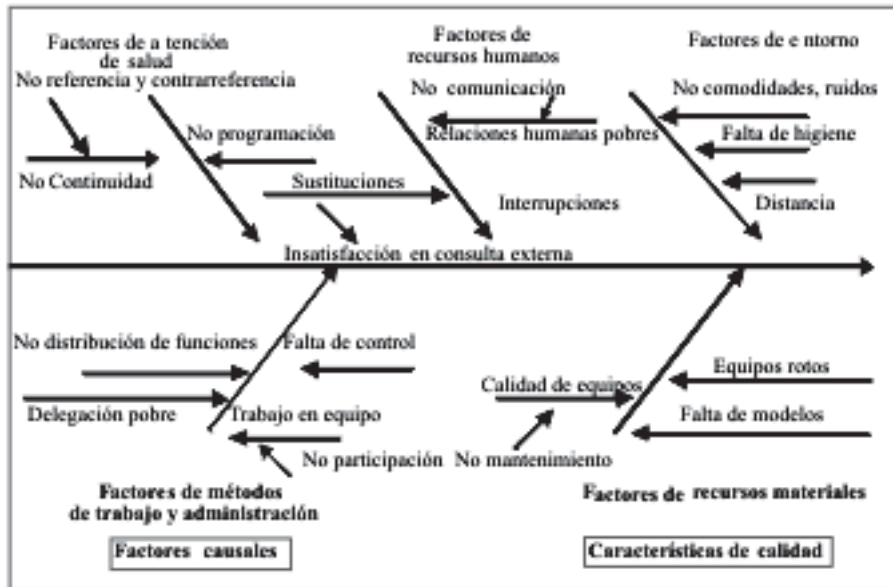 Factores de a tención
de salud
No referencia y contrarreferencia
Factores de
recursos humanos
Factores de e ntorno
No comunicación
No comodidades, ruidos
No programación
Relaciones humanas pobres
Falta de higiene
No Continuidad
Sustituciones
Interrupciones
Distancia
Insatisfacción en consulta externa
No distribución de funciones
Falta de control
Equipos rotos
Calidad de equipos
Delegación pobre
Trabajo en equipo
Falta de modelos
No participación
No mantenimiento
Factores de métodos
de trabajo y administración
Factores de recursos materiales
Factores causales
Características de calidad